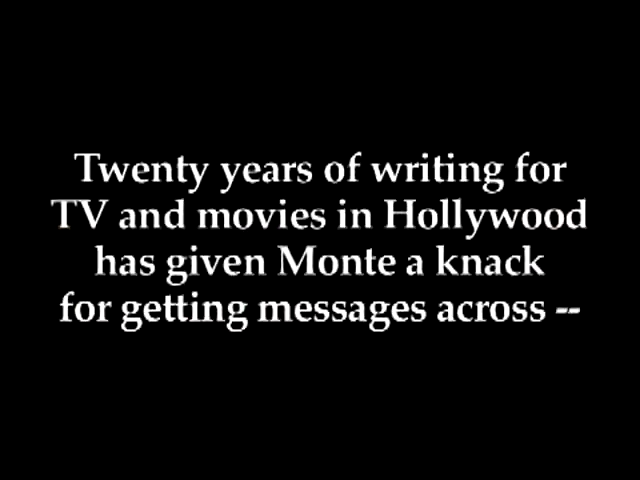 Twenty years of writing for
TV and movies in Hollywood
has given Monte a knack
for getting messages across --